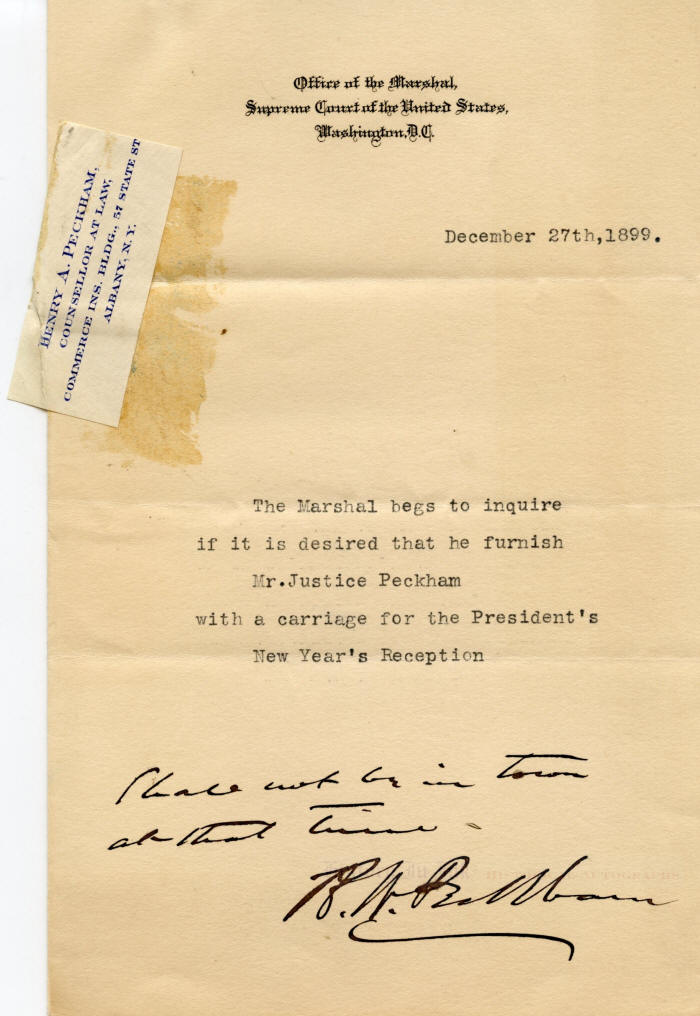 Office of the Marshal,
Supreme Court of the United States,
Washington, D.C.
HENRY A. PECKHAM,
COUNSELLOR AT LAW,
COMMERCE INS. BLDG., 57 STATE ST
ALBANY, N. Y.
December 27th,1899.
The Marshal begs to inquire
if it is desired that he furnish
Mr.Justice Peckham
with a carriage for the President's
New Year's Reception
Shall not be in town
at that time
R. W. Peckham
AUTOGRAPHS